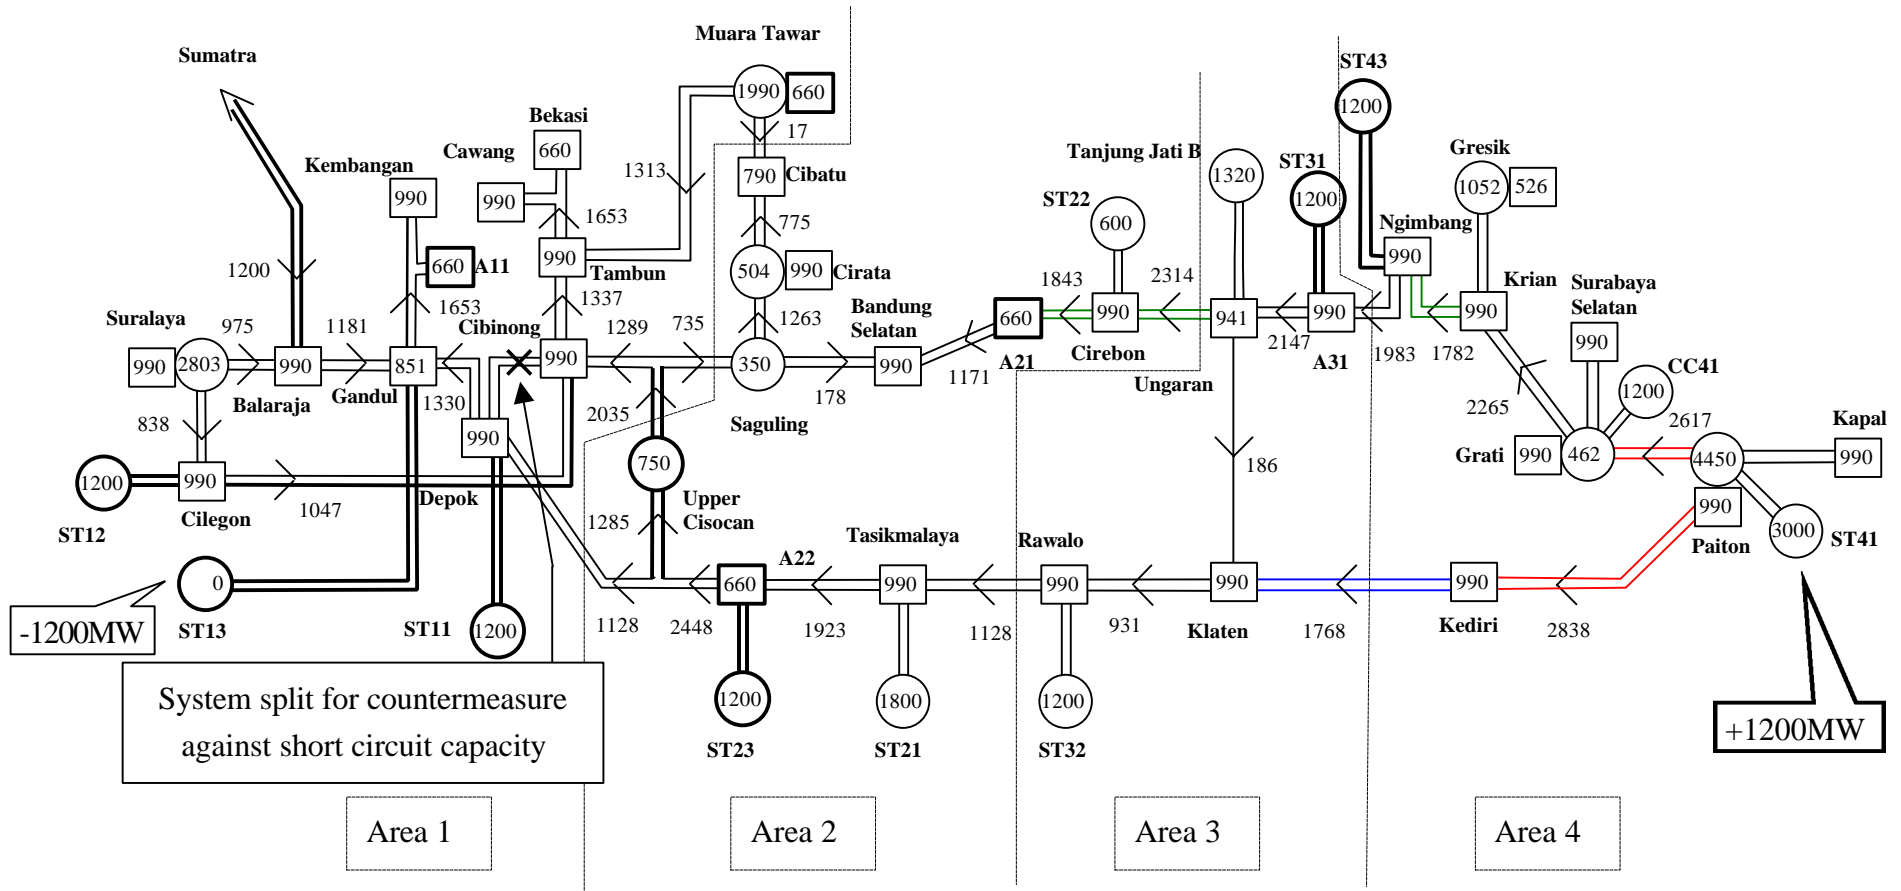 Muara Tawar
ST43
Sumatra
1990 660
1200
Bekasi
17
Gresik
Cawang
660
Tanjung Jati B
ST31
Kembangan
1313
790 Cibatu
1320
1052 526
990
990
ST22
1200
1653
775
600
Ngimbang
660 A11
990
504 990 Cirata
990
Surabaya
Selatan
1200
Tambun
1843
2314
Krian
1653
1337
Bandung
Selatan
Suralaya
975
1181
Cibinong
1289
735
1263
660
990
941
990
990
990
CC41
990 2803
990
851
990
350
990
Cirebon
2147
1983
1782
1200
Balaraja
Gandul
1330
1171
A21
Ungaran
A31
2265
2617
Kapal
838
2035
Saguling
178
990
186
Grati
990 462
4450
990
1200
990
750
990
Cilegon
1047
Depok
Upper
Cisocan
3000 ST41
ST12
1285
Tasikmalaya
Rawalo
Paiton
A22
0
660
990
990
990
990
-1200MW
ST13
ST11
1200
1128
2448
1923
1128
931
Klaten
1768
Kediri
2838
System split for countermeasure
against short circuit capacity
1200
1800
1200
+1200MW
ST23
ST21
ST32
Area 1
Area 2
Area 3
Area 4